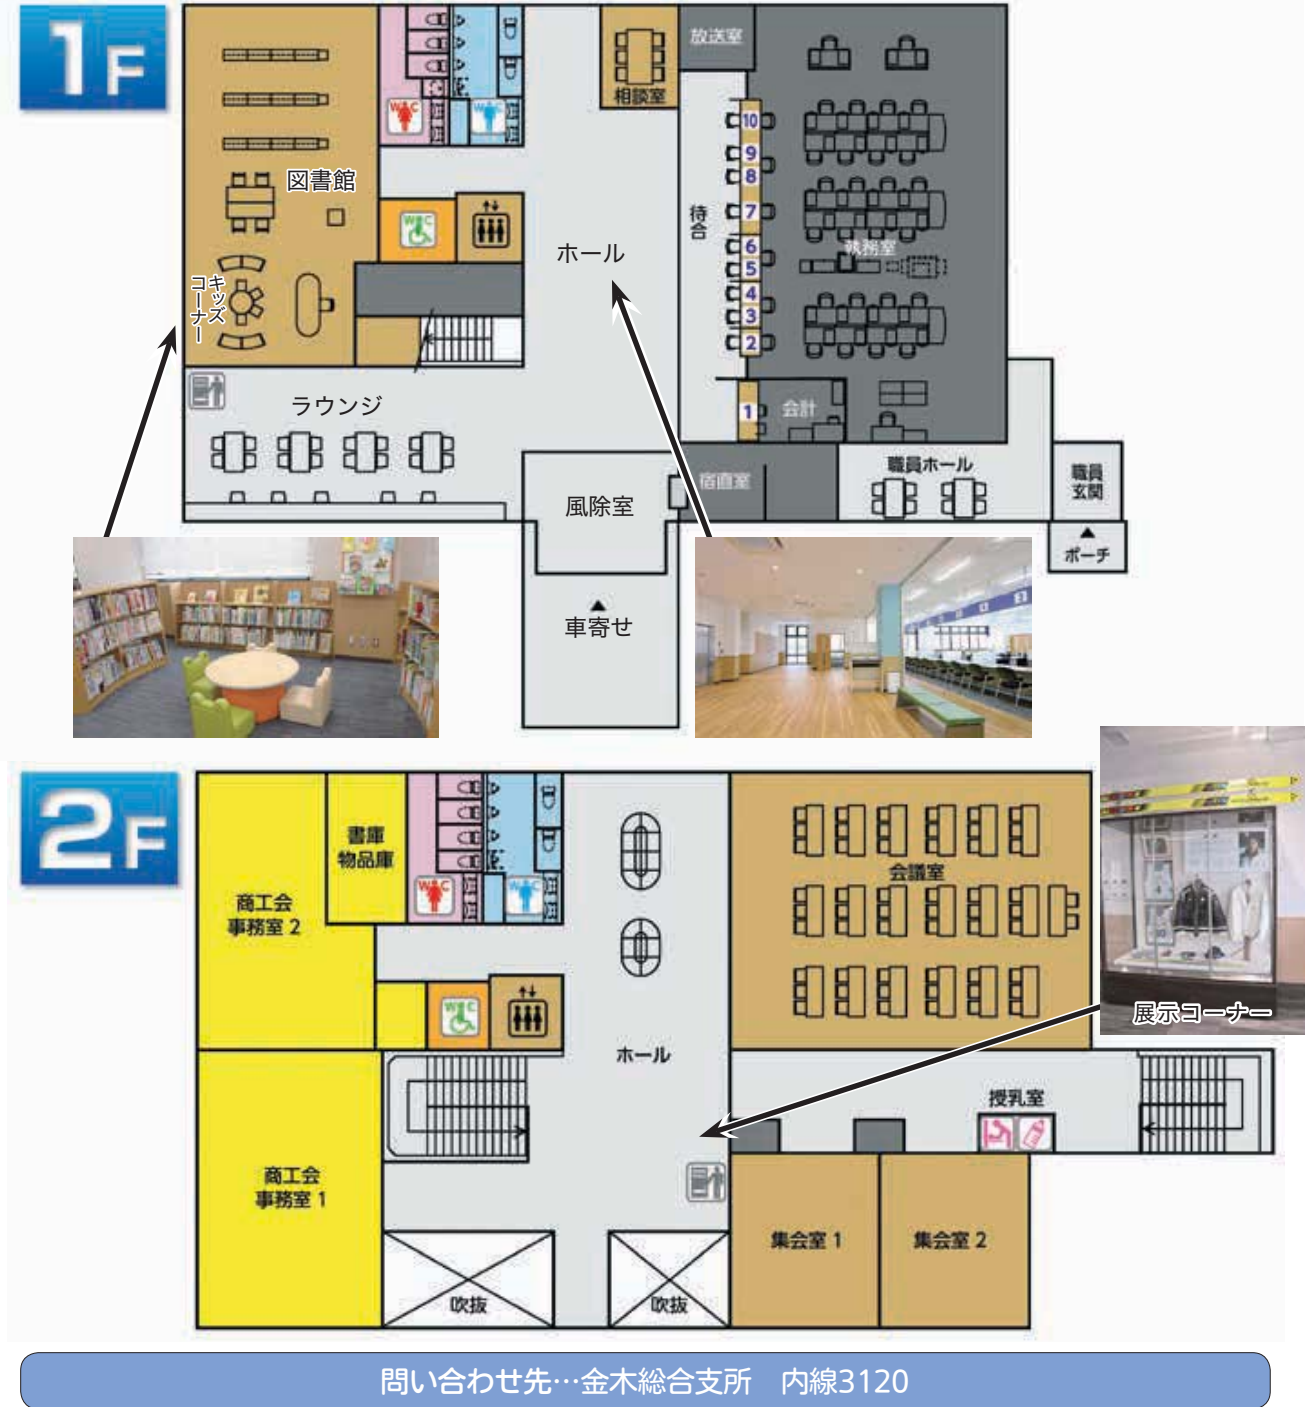 1F
放送室
相談室
WC
WC
10
9
8
7
6
5
4
3
2
1
図書館
待合
執務室
WC
ホール
キッズ
コーナー
ラウンジ
会計
宿直室
職員ホール
職員
玄関
ポーチ
風除室
車寄せ
2F
書庫
物品庫
商工会
事務室 2
WC
WC
会議室
WC
展示コーナー
ホール
授乳室
商工会
事務室 1
集会室 1
集会室 2
吹抜
吹抜
問い合わせ先…金木総合支所　内線3120